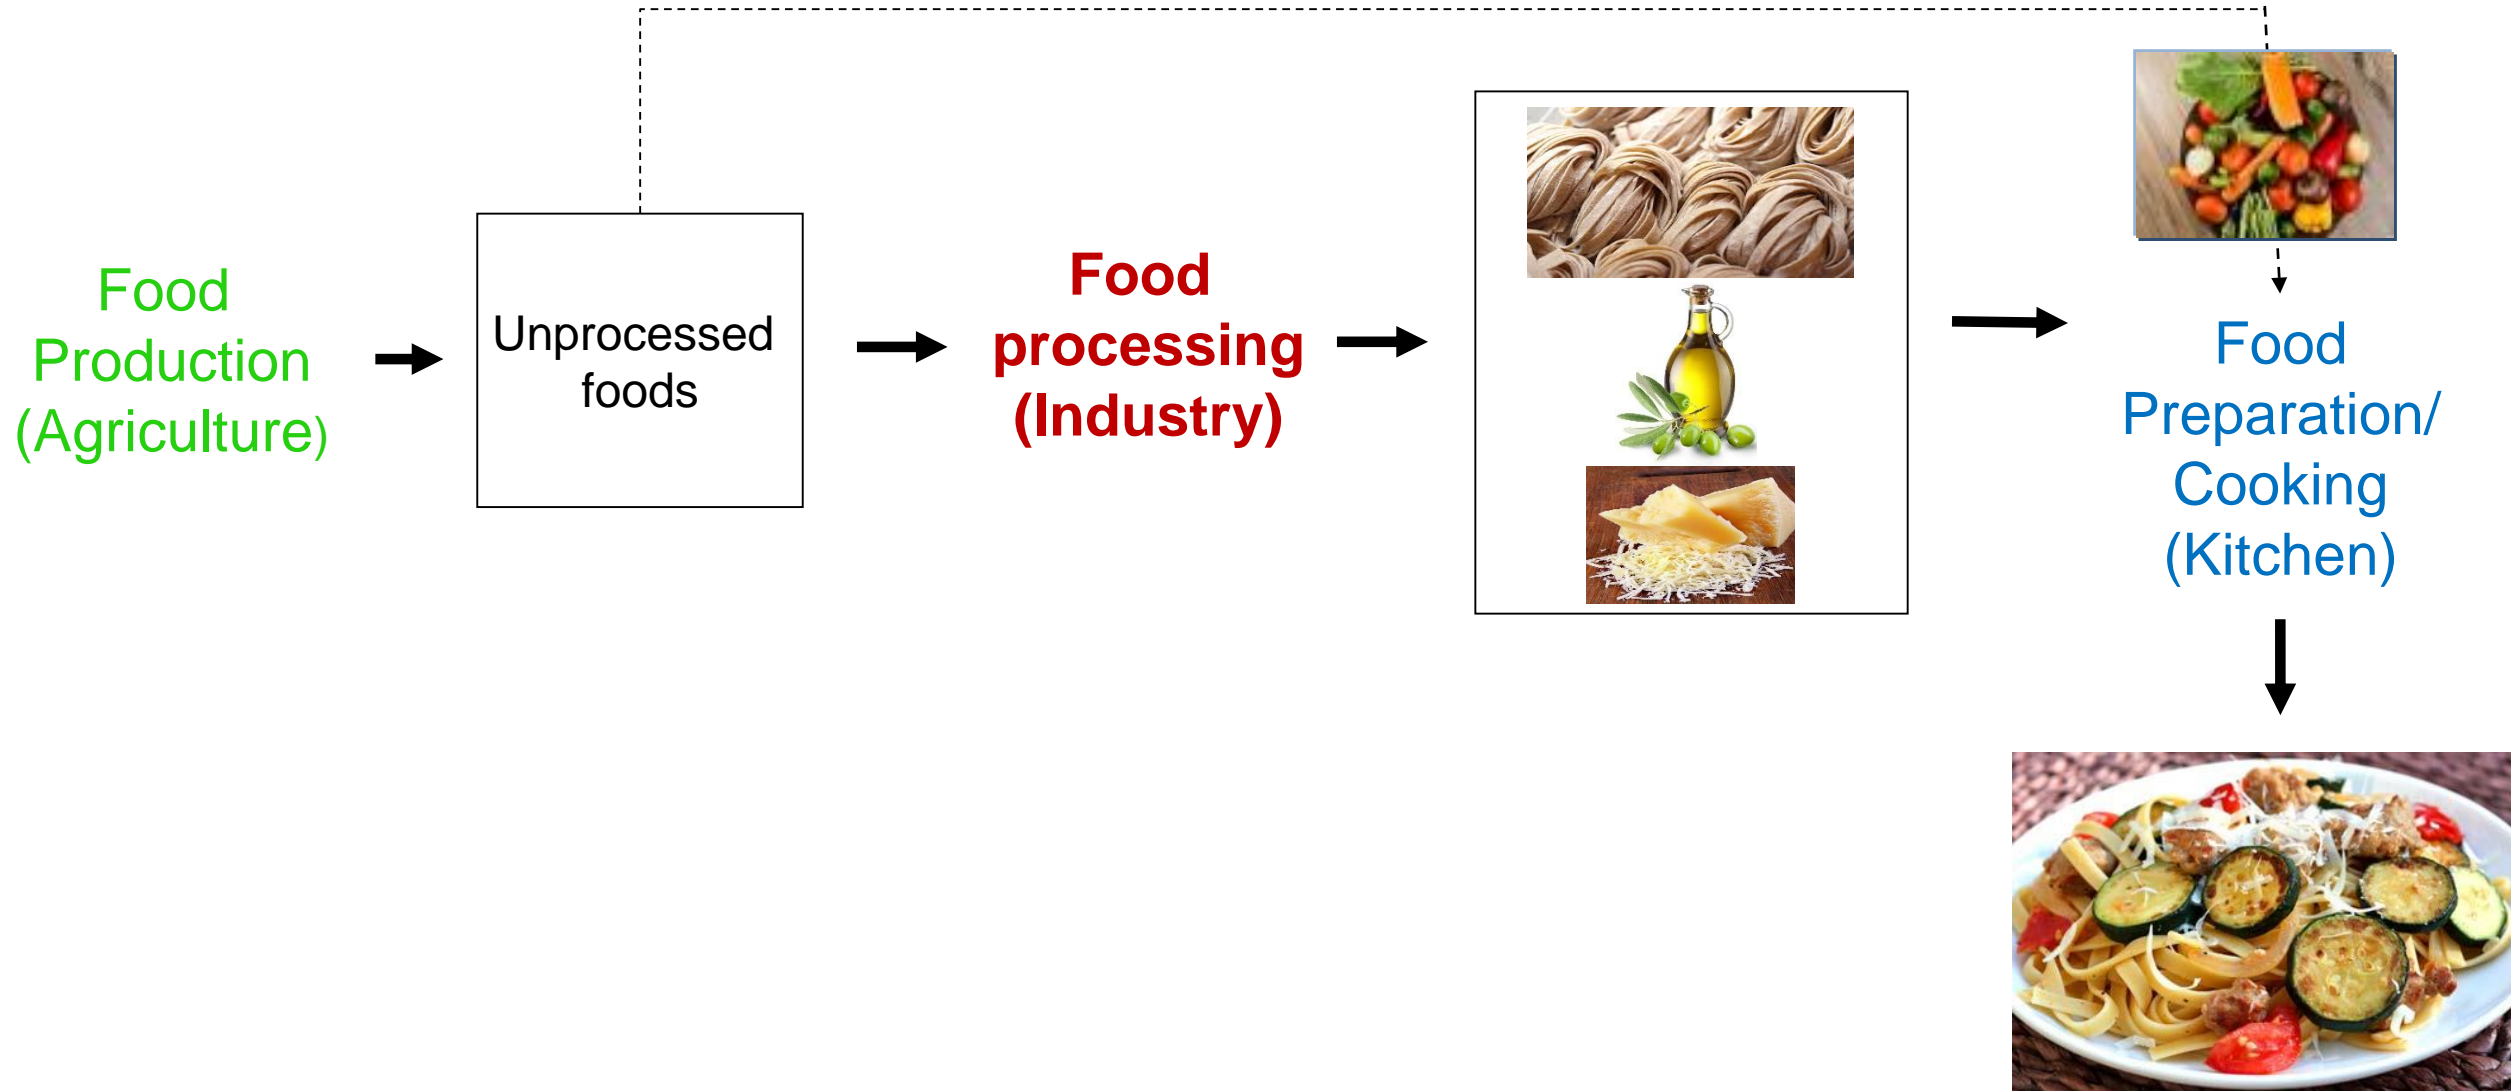 Food
Production
(Agriculture)
Unprocessed
foods
Food
processing
(Industry)
Food
Preparation/
Cooking
(Kitchen)